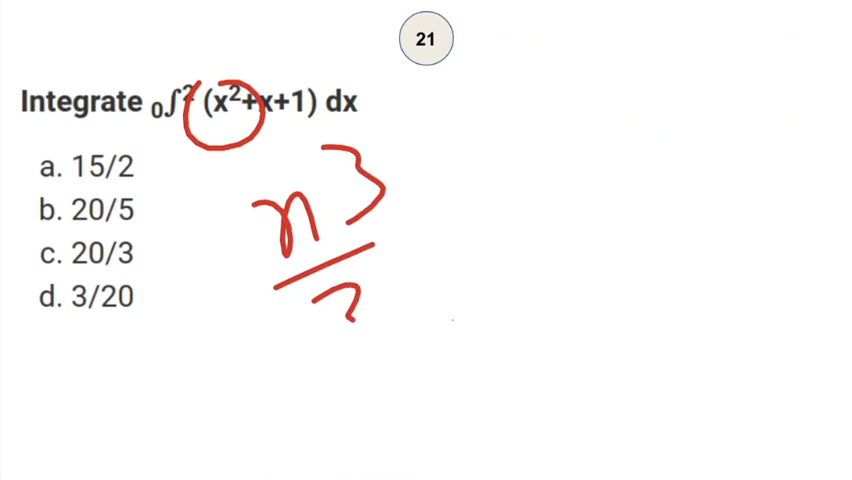 21
Integrate ₀∫² (x²+x+1) dx
a. 15/2
b. 20/5
c. 20/3
d. 3/20